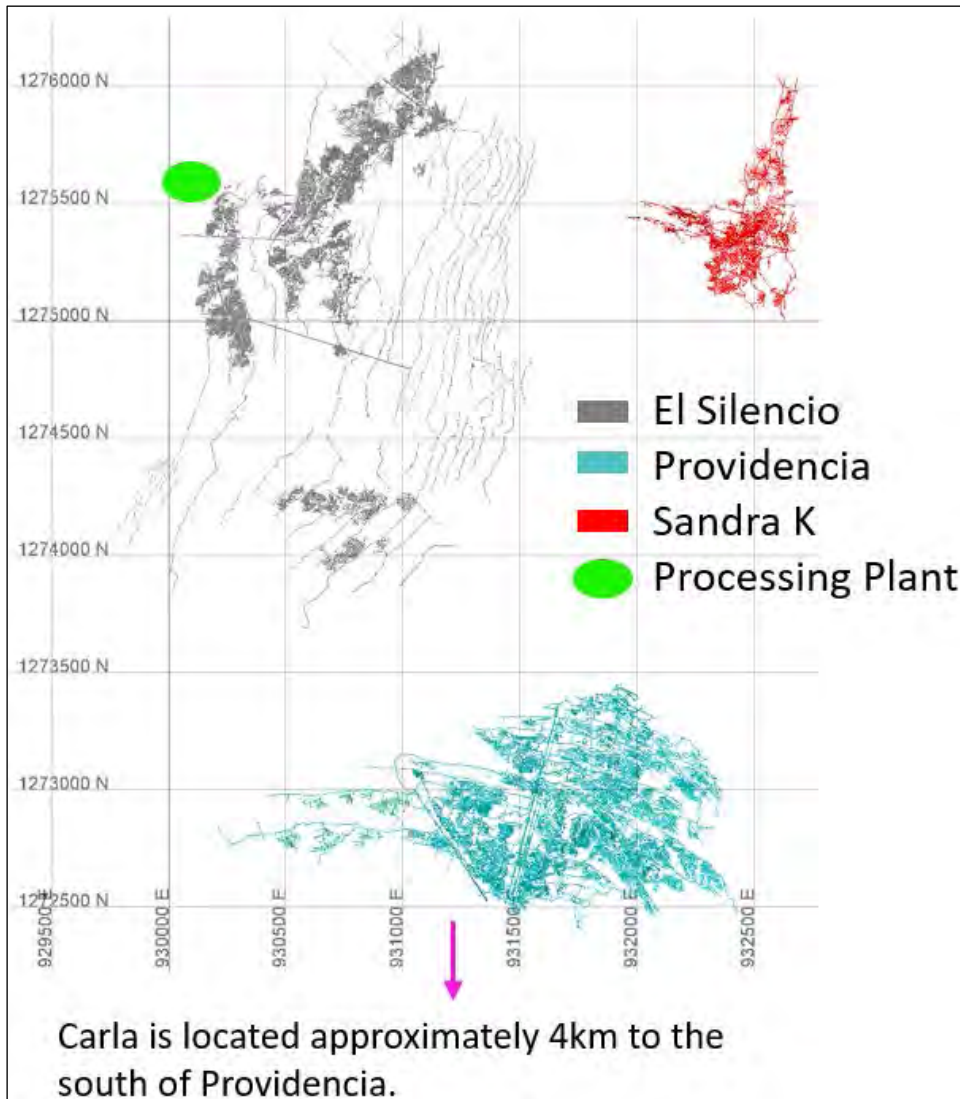 1276000 N
1275500 N
1275000 N
El Silencio
1274500 N
Providencia
Sandra K
1274000 N
Processing Plant
1273500 N
1273000 N
1272500 N
929500 E
930000 E
930500 E
931000 E
931500 E
932000 E
932500 E
Carla is located approximately 4km to the
south of Providencia.